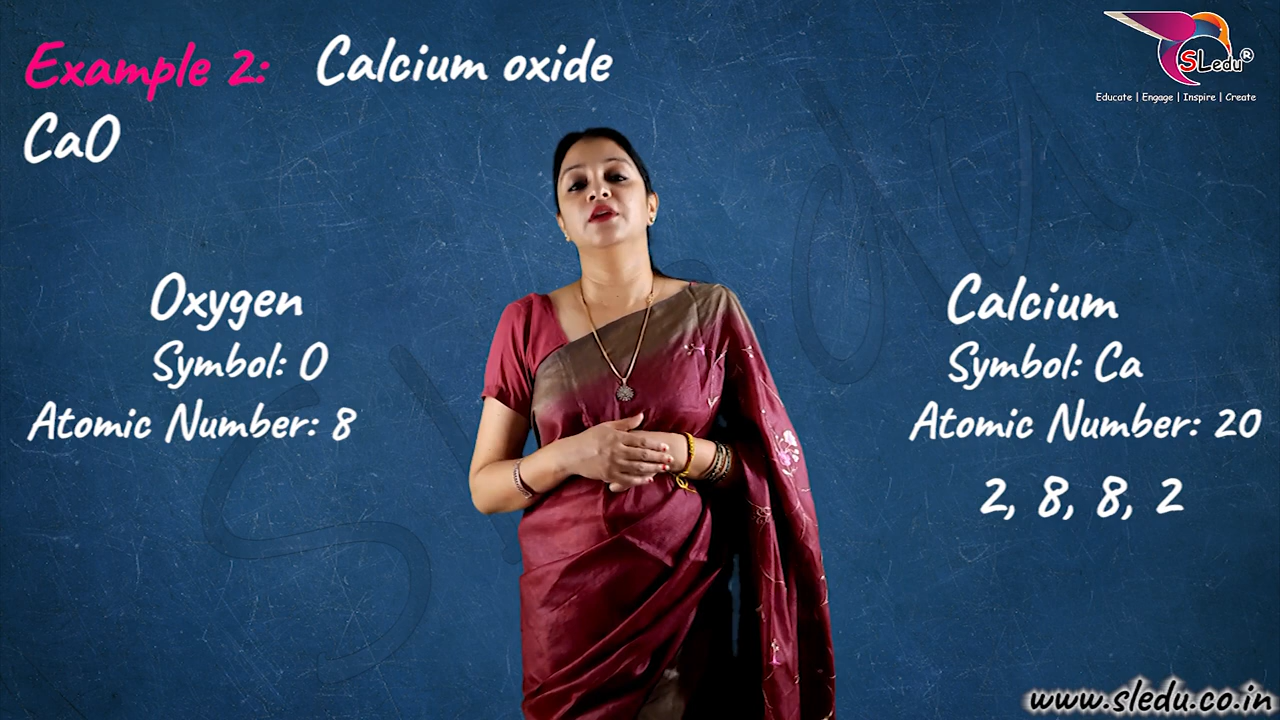 Example 2: Calcium oxide
CaO
SLedu®
Educate | Engage | Inspire | Create
Oxygen
Symbol: O
Atomic Number: 8
Calcium
Symbol: Ca
Atomic Number: 20
2, 8, 8, 2
www.sledu.co.in